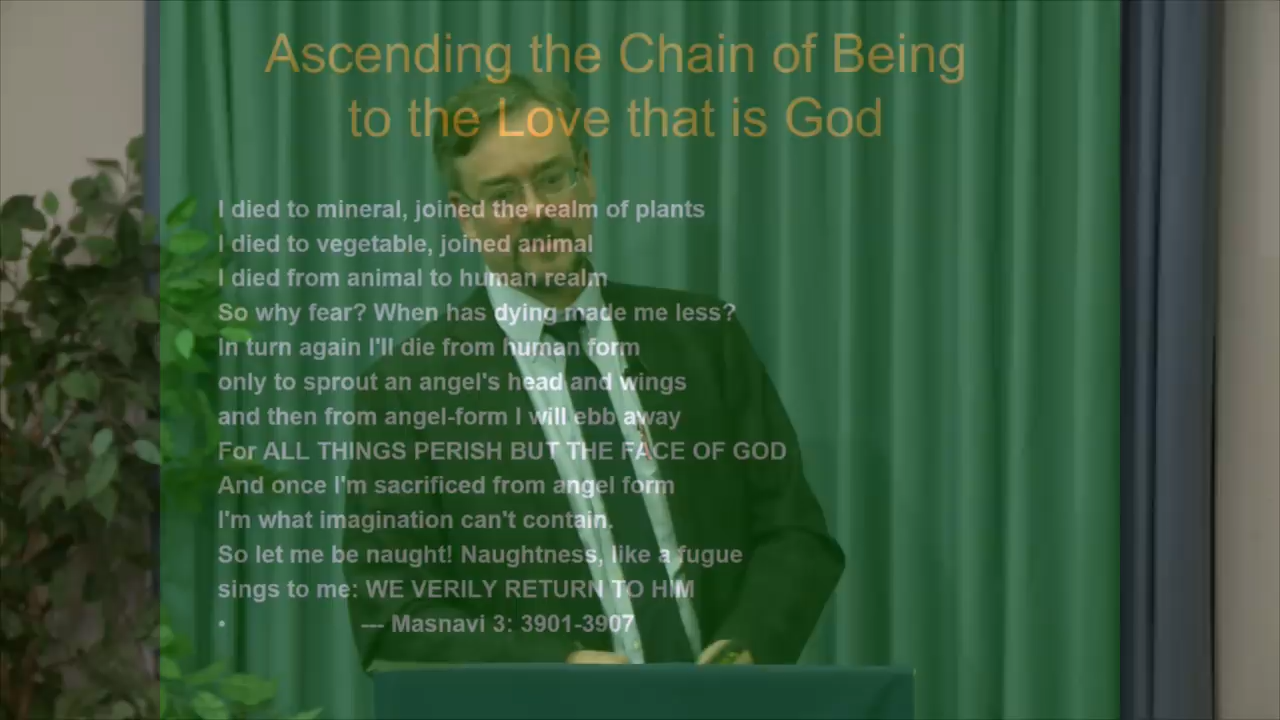 Ascending the Chain of Being
to the Love that is God
I died to mineral, joined the realm of plants
I died to vegetable, joined animal
I died from animal to human realm
So why fear? When has dying made me less?
In turn again I'll die from human form
only to sprout an angel's head and wings
and then from angel-form I will ebb away
For ALL THINGS PERISH BUT THE FACE OF GOD
And once I'm sacrificed from angel form
I'm what imagination can't contain.
So let me be naught! Naughtness, like a fugue
sings to me: WE VERILY RETURN TO HIM
• --- Masnavi 3: 3901-3907